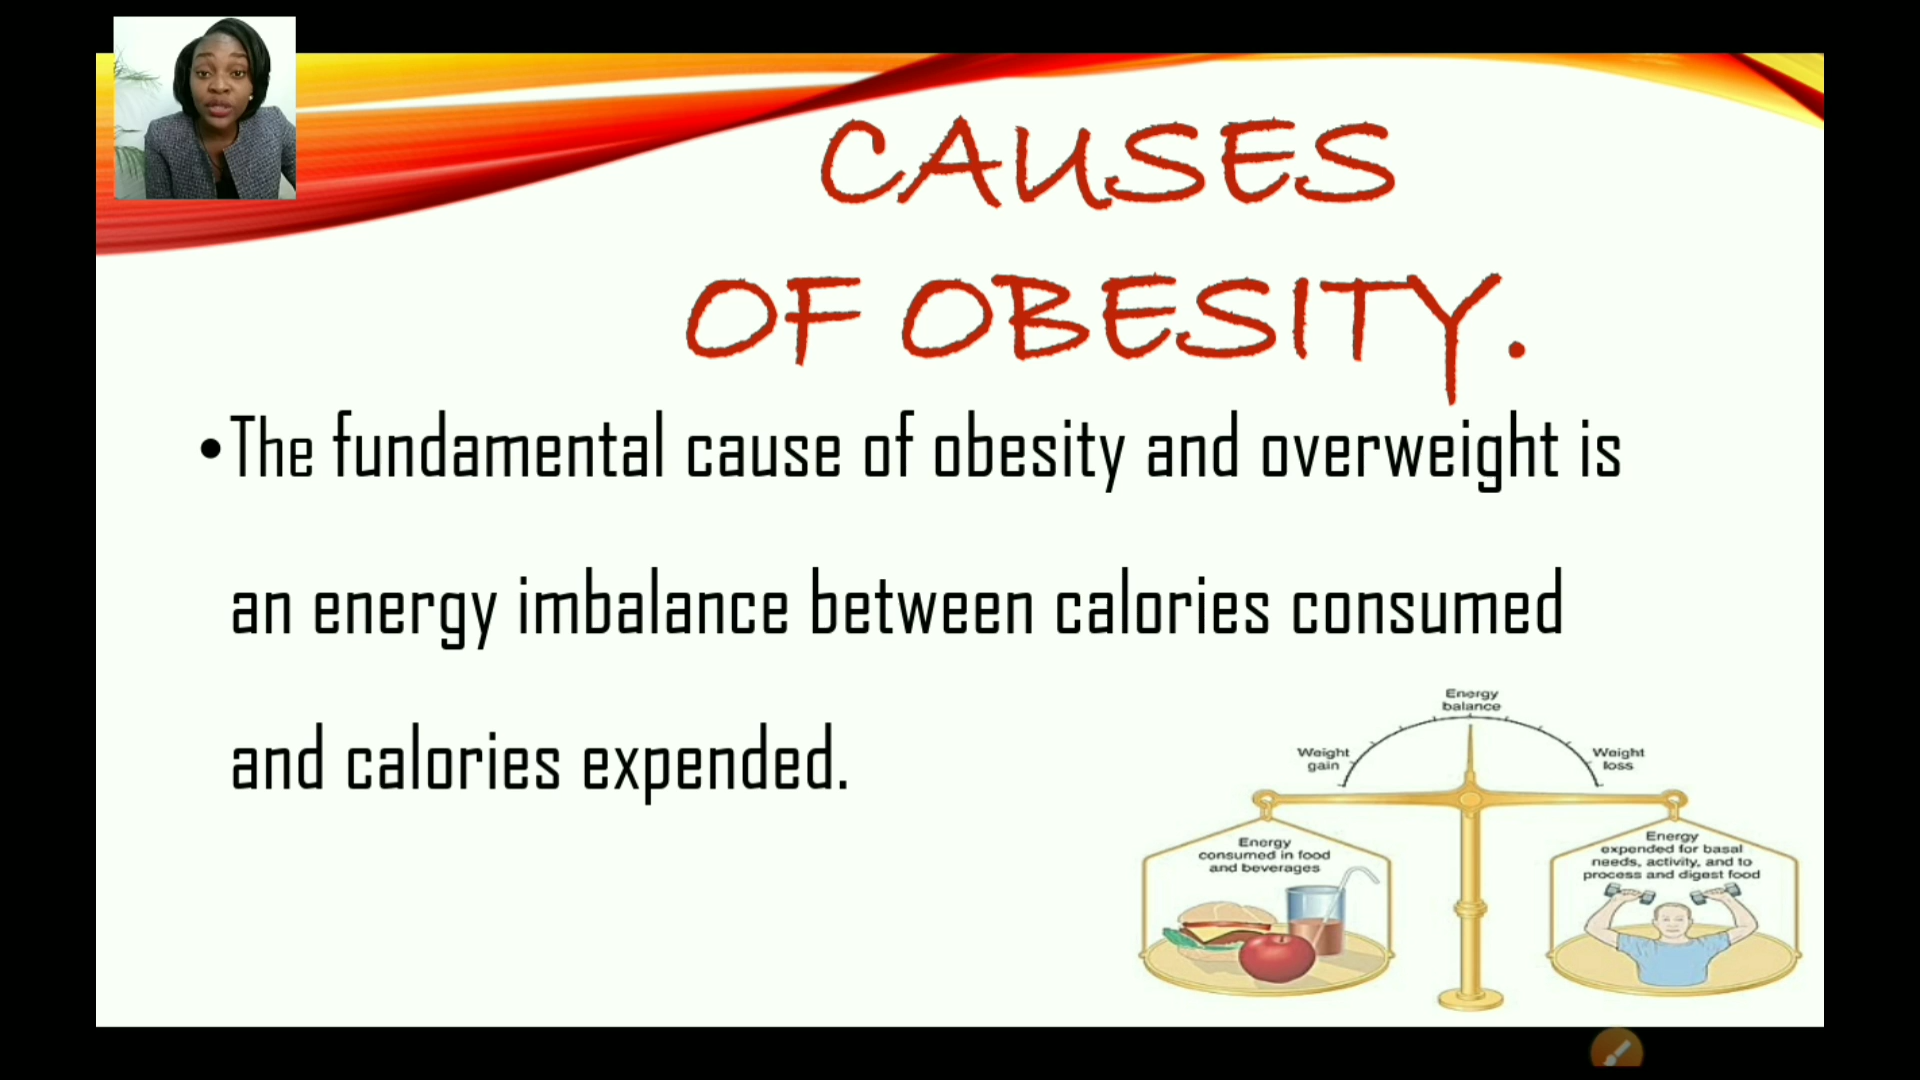 CAUSES
OF OBESITY.
•The fundamental cause of obesity and overweight is
an energy imbalance between calories consumed
and calories expended.
Energy
balance
Weight
gain
Weight
loss
Energy
consumed in food
and beverages
Energy
expended for basal
needs, activity, and to
process and digest food